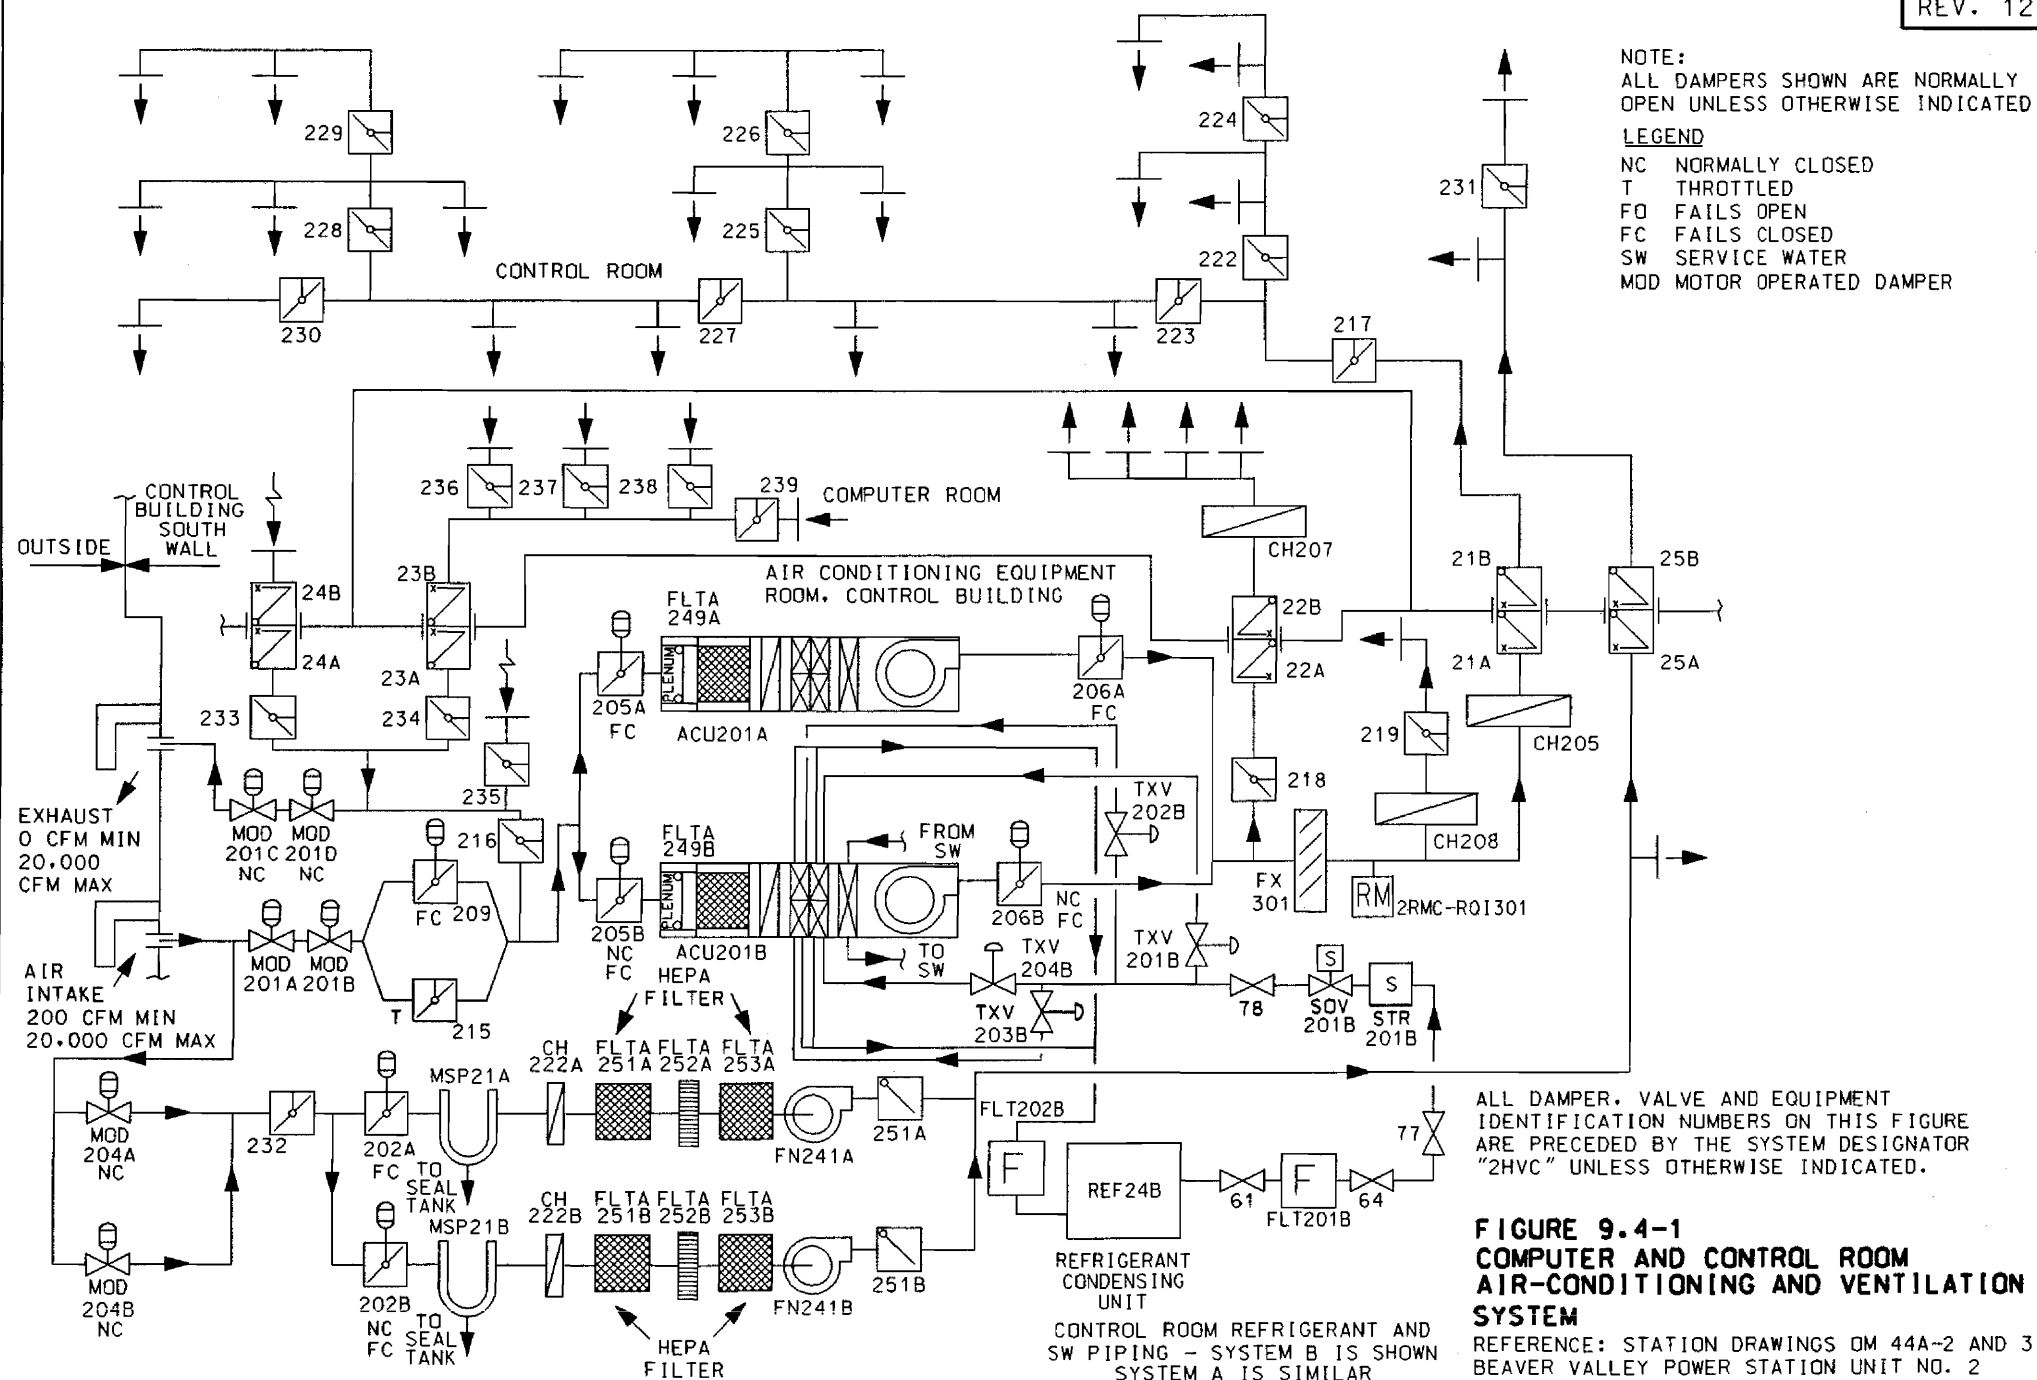 REV. 12
NOTE:
ALL DAMPERS SHOWN ARE NORMALLY
OPEN UNLESS OTHERWISE INDICATED
LEGEND
NC NORMALLY CLOSED
T THROTTLED
FO FAILS OPEN
FC FAILS CLOSED
SW SERVICE WATER
MOD MOTOR OPERATED DAMPER
229
226
224
231
228
225
222
CONTROL ROOM
230
227
223
217
236
237
238
239
COMPUTER ROOM
CONTROL
BUILDING
SOUTH
WALL
OUTSIDE
CH207
24B
23B
AIR CONDITIONING EQUIPMENT
ROOM, CONTROL BUILDING
21B
25B
FLTA
249A
22B
24A
23A
PLENUM
22A
21A
25A
233
234
205A
FC
ACU201A
206A
FC
219
CH205
235
218
TXV
202B
EXHAUST
0 CFM MIN
20,000
CFM MAX
MOD
201C
NC
MOD
201D
NC
216
FLTA
249B
FROM
SW
CH208
FC
209
PLENUM
205B
NC
FC
ACU201B
206B
NC
FC
FX
301
RM
2RMC-RQI301
MOD
201A
MOD
201B
TO
SW
TXV
204B
TXV
201B
AIR
INTAKE
200 CFM MIN
20,000 CFM MAX
HEPA
FILTER
T
215
TXV
203B
78
S
SOV
201B
S
STR
201B
MSP21A
CH
222A
FLTA
251A
FLTA
252A
FLTA
253A
FLT202B
MOD
204A
NC
232
202A
FC
TO
SEAL
TANK
FN241A
251A
77
ALL DAMPER, VALVE AND EQUIPMENT
IDENTIFICATION NUMBERS ON THIS FIGURE
ARE PRECEDED BY THE SYSTEM DESIGNATOR
"2HVC" UNLESS OTHERWISE INDICATED.
F
REF24B
61
F
FLT201B
64
MSP21B
CH
222B
FLTA
251B
FLTA
252B
FLTA
253B
MOD
204B
NC
202B
NC
FC
TO
SEAL
TANK
FN241B
251B
REFRIGERANT
CONDENSING
UNIT
HEPA
FILTER
CONTROL ROOM REFRIGERANT AND
SW PIPING - SYSTEM B IS SHOWN
SYSTEM A IS SIMILAR
FIGURE 9.4-1
COMPUTER AND CONTROL ROOM
AIR-CONDITIONING AND VENTILATION
SYSTEM
REFERENCE: STATION DRAWINGS OM 44A-2 AND 3
BEAVER VALLEY POWER STATION UNIT NO. 2